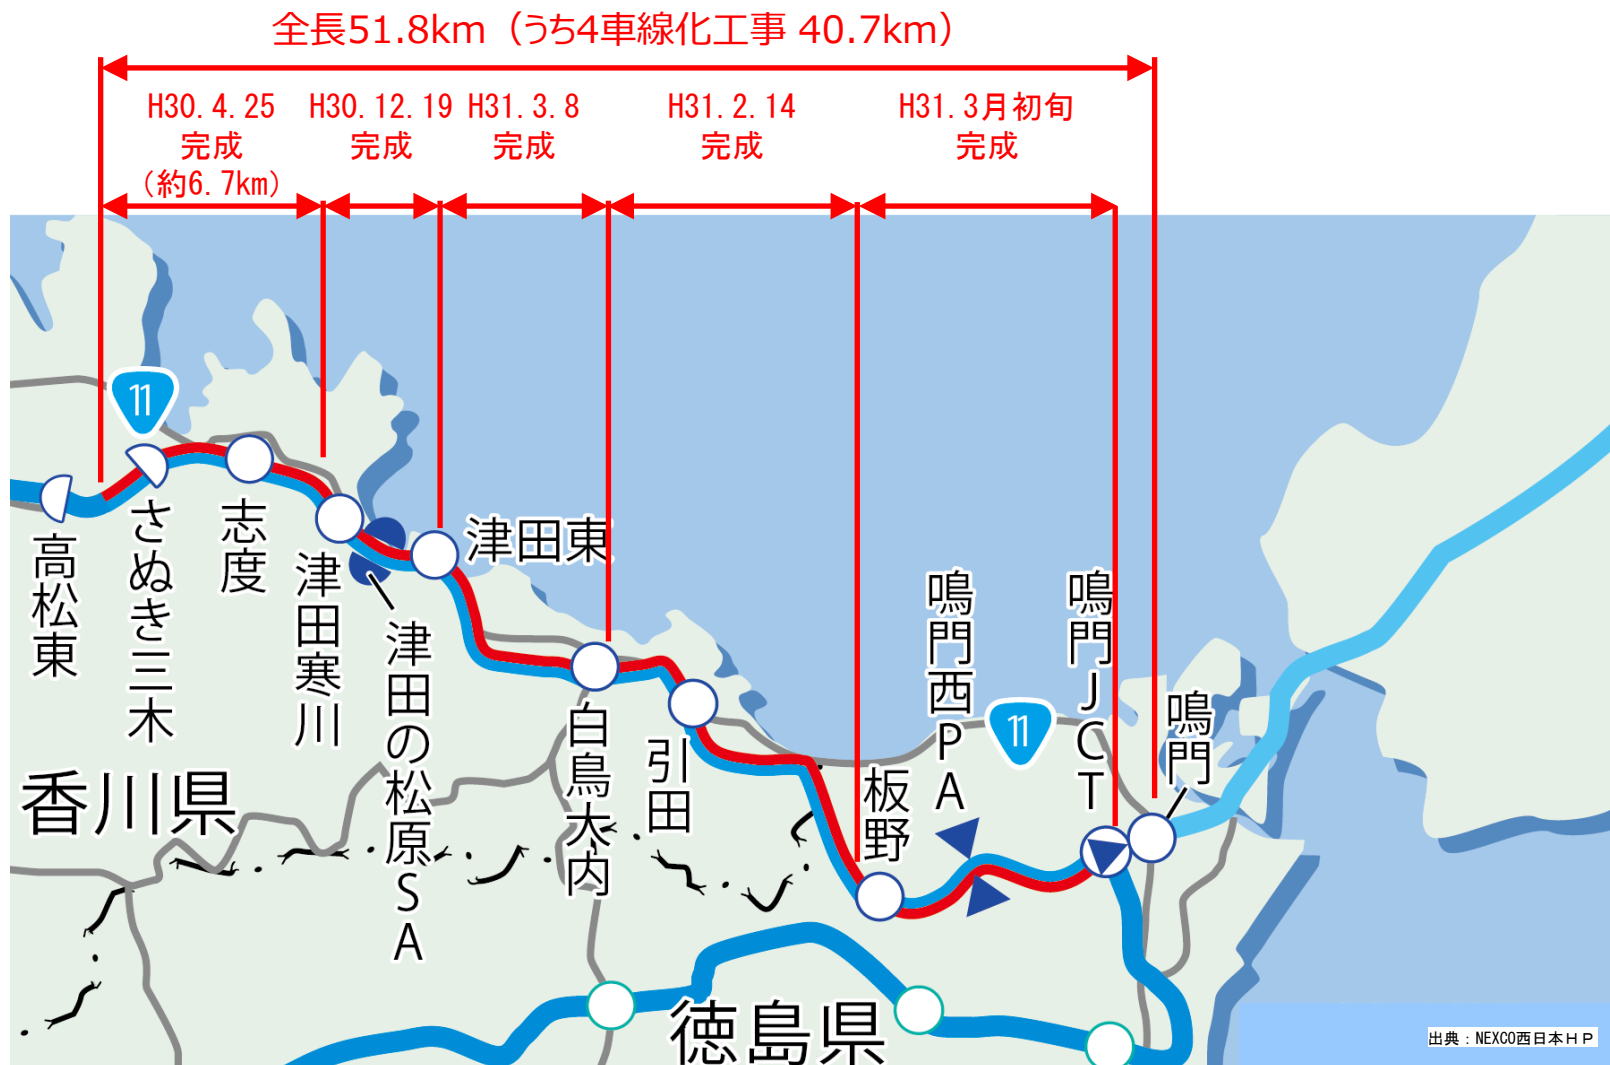 全長51.8km（うち4車線化工事 40.7km）
H30.4.25
完成
（約6.7km）
H30.12.19
完成
H31.3.8
完成
H31.2.14
完成
H31.3月初旬
完成
11
高松東
さぬき三木
志度
津田寒川
津田の松原SA
津田東
白鳥大内
引田
板野
鳴門西PA
11
鳴門JCT
鳴門
香川県
徳島県
出典：NEXCO西日本HP